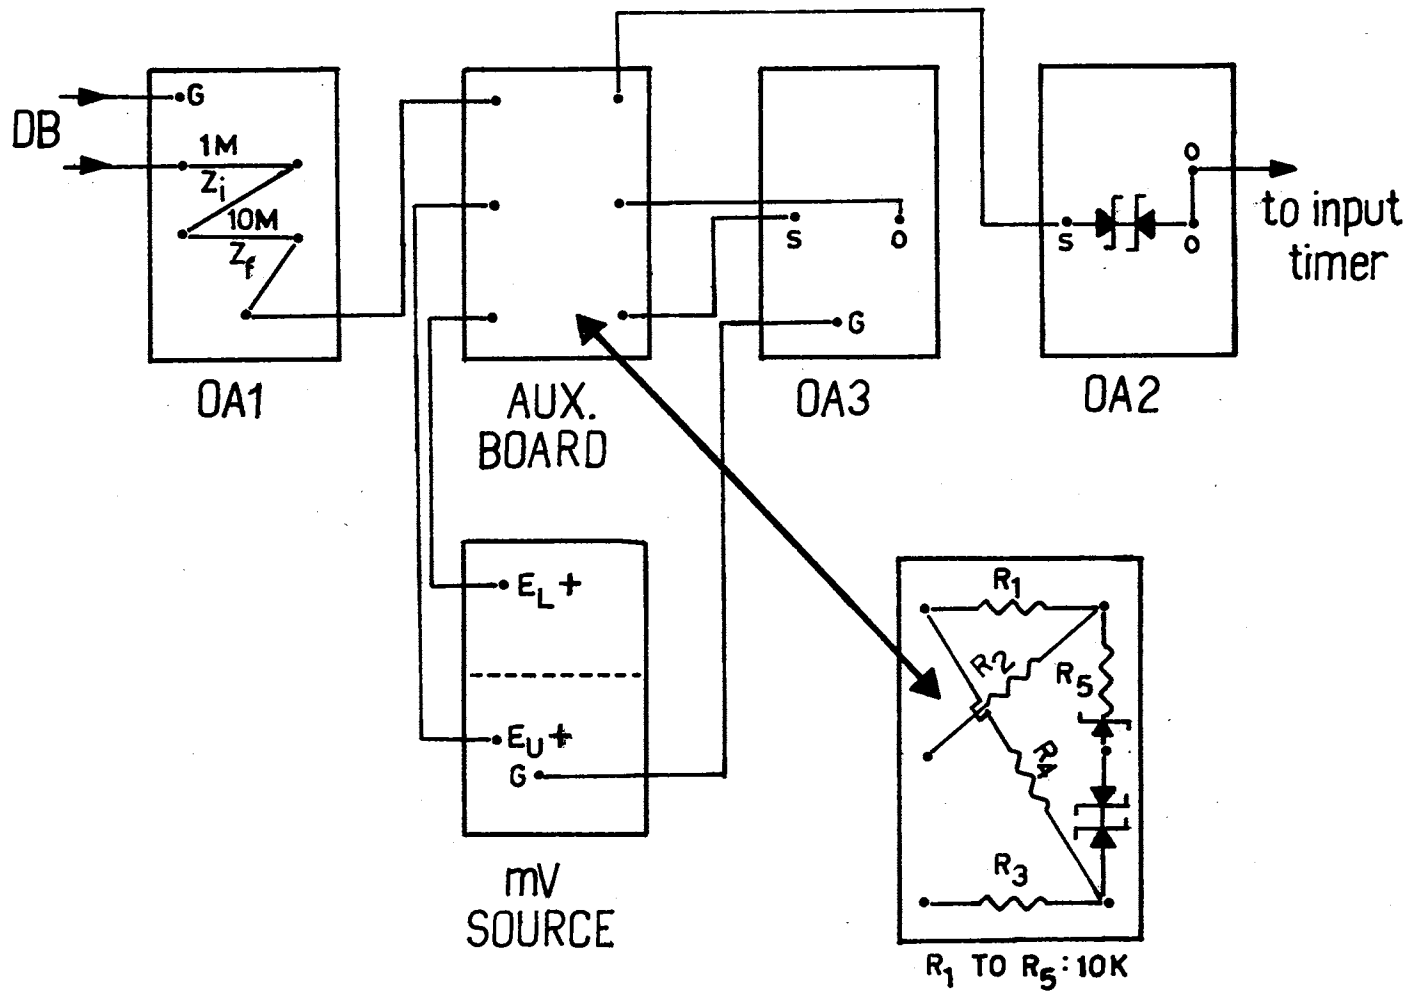 DB
G
1M
Zi
10M
Zf
OA1
AUX.
BOARD
S
O
G
OA3
S
O
O
OA2
to input
timer
EL+
EU+
G
mV
SOURCE
R1
R2
R5
R4
R3
R1 TO R5:10K